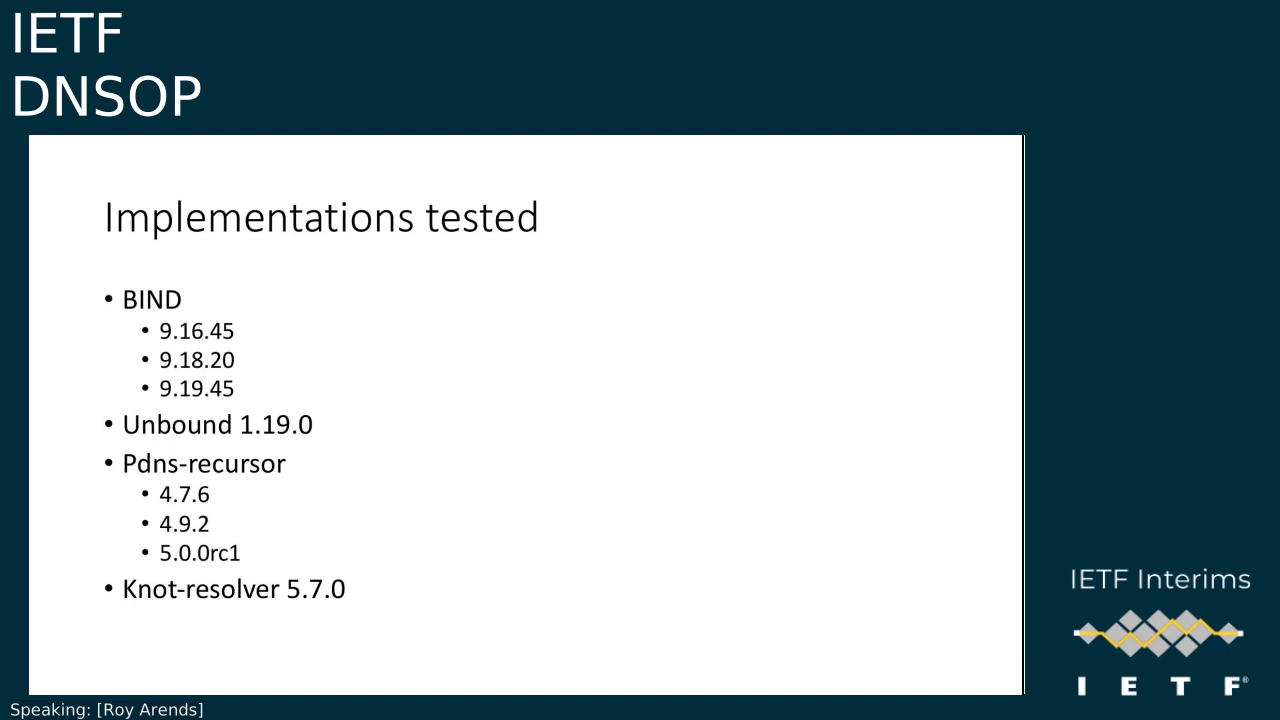 IETF
DNSOP
Implementations tested
• BIND
• 9.16.45
• 9.18.20
• 9.19.45
• Unbound 1.19.0
• Pdns-recursor
• 4.7.6
• 4.9.2
• 5.0.0rc1
• Knot-resolver 5.7.0
IETF Interims
I E T F®
Speaking: [Roy Arends]